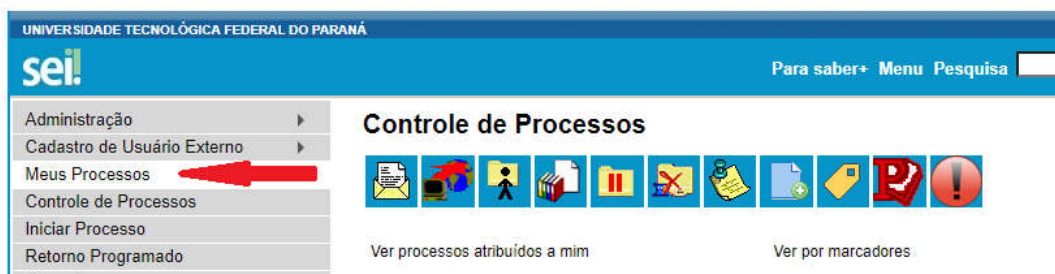 UNIVERSIDADE TECNOLÓGICA FEDERAL DO PARANÁ
sei!
Para saber+ Menu Pesquisa
Administração
Cadastro de Usuário Externo
Meus Processos
Controle de Processos
Iniciar Processo
Retorno Programado
Controle de Processos
Ver processos atribuídos a mim
Ver por marcadores